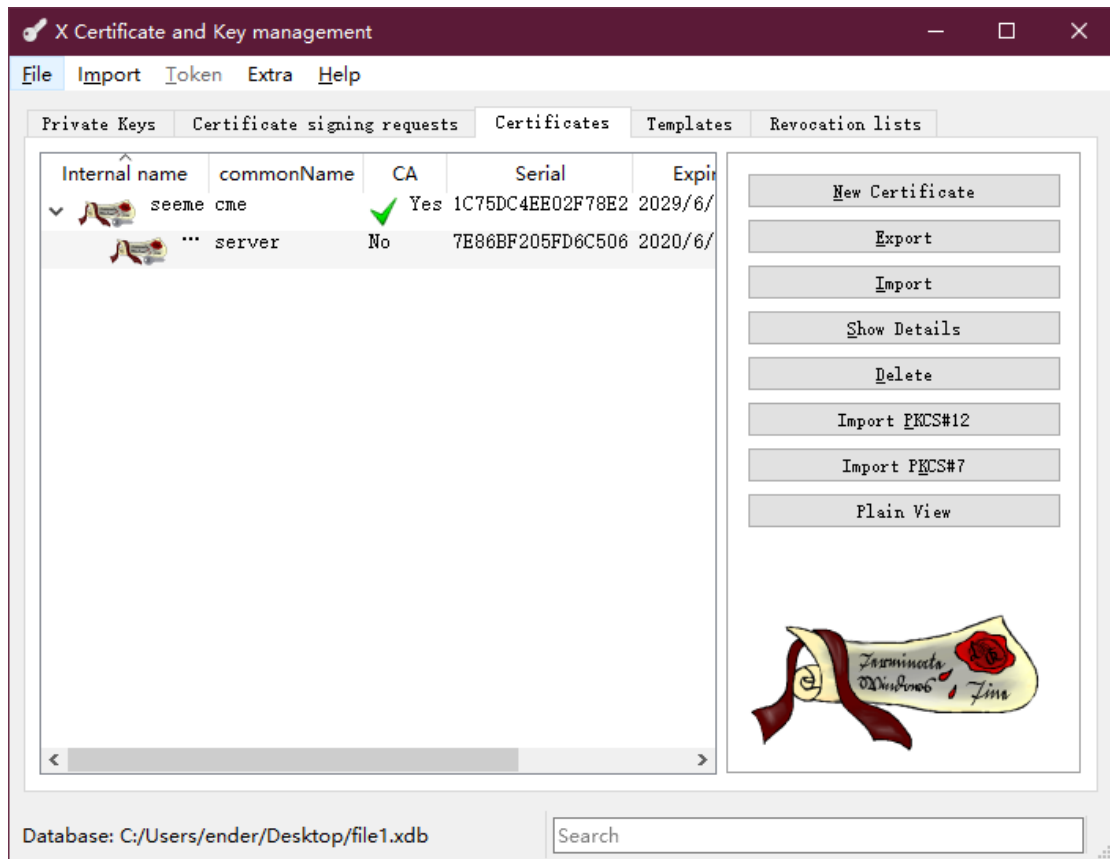 X Certificate and Key management
File Import Token Extra Help
Private Keys Certificate signing requests Certificates Templates Revocation lists
Internal name commonName CA Serial Expir
seeme cme Yes 1C75DC4EE02F78E2 2029/6/
... server No 7E86BF205FD6C506 2020/6/
New Certificate
Export
Import
Show Details
Delete
Import PKCS#12
Import PKCS#7
Plain View
Windows
Database: C:/Users/ender/Desktop/file1.xdb
Search